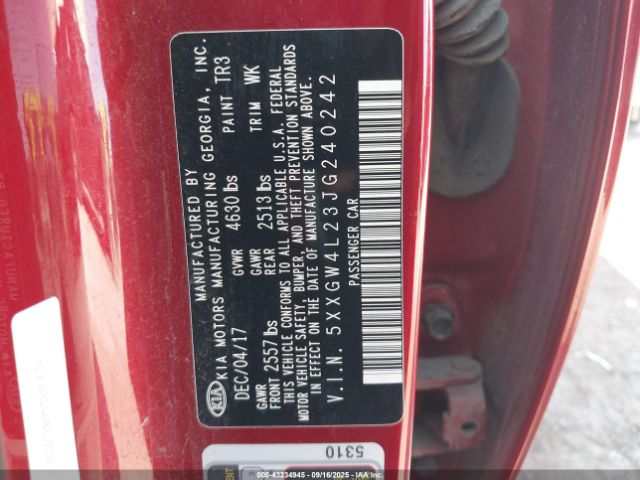 MANUFACTURED BY
KIA KIA MOTORS MANUFACTURING GEORGIA, INC.
DEC/04/17 GVWR 4630 lbs PAINT TR3
GAWR FRONT 2557 lbs GAWR REAR 2513 lbs TRIM WK
THIS VEHICLE CONFORMS TO ALL APPLICABLE U.S.A. FEDERAL
MOTOR VEHICLE SAFETY, BUMPER, AND THEFT PREVENTION STANDARDS
IN EFFECT ON THE DATE OF MANUFACTURE SHOWN ABOVE.
V.I.N. 5XXGW4L23JG240242
PASSENGER CAR
5310
000-43234945 09/16/2025 - Copart